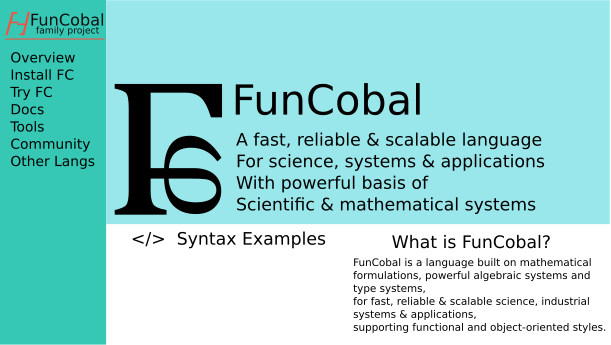 FunCobal
family project
Overview
Install FC
Try FC
Docs
Tools
Community
Other Langs
FunCobal
A fast, reliable & scalable language
For science, systems & applications
With powerful basis of
Scientific & mathematical systems
</> Syntax Examples
What is FunCobal?
FunCobal is a language built on mathematical
formulations, powerful algebraic systems and
type systems,
for fast, reliable & scalable science, industrial
systems & applications,
supporting functional and object-oriented styles.